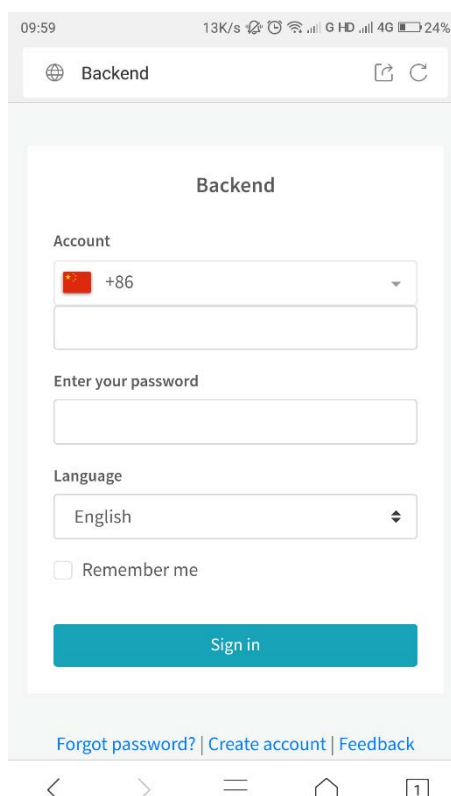 09:59 13K/s G HD 4G 24%
Backend
Backend
Account
+86
Enter your password
Language
English
Remember me
Sign in
Forgot password? | Create account | Feedback
1